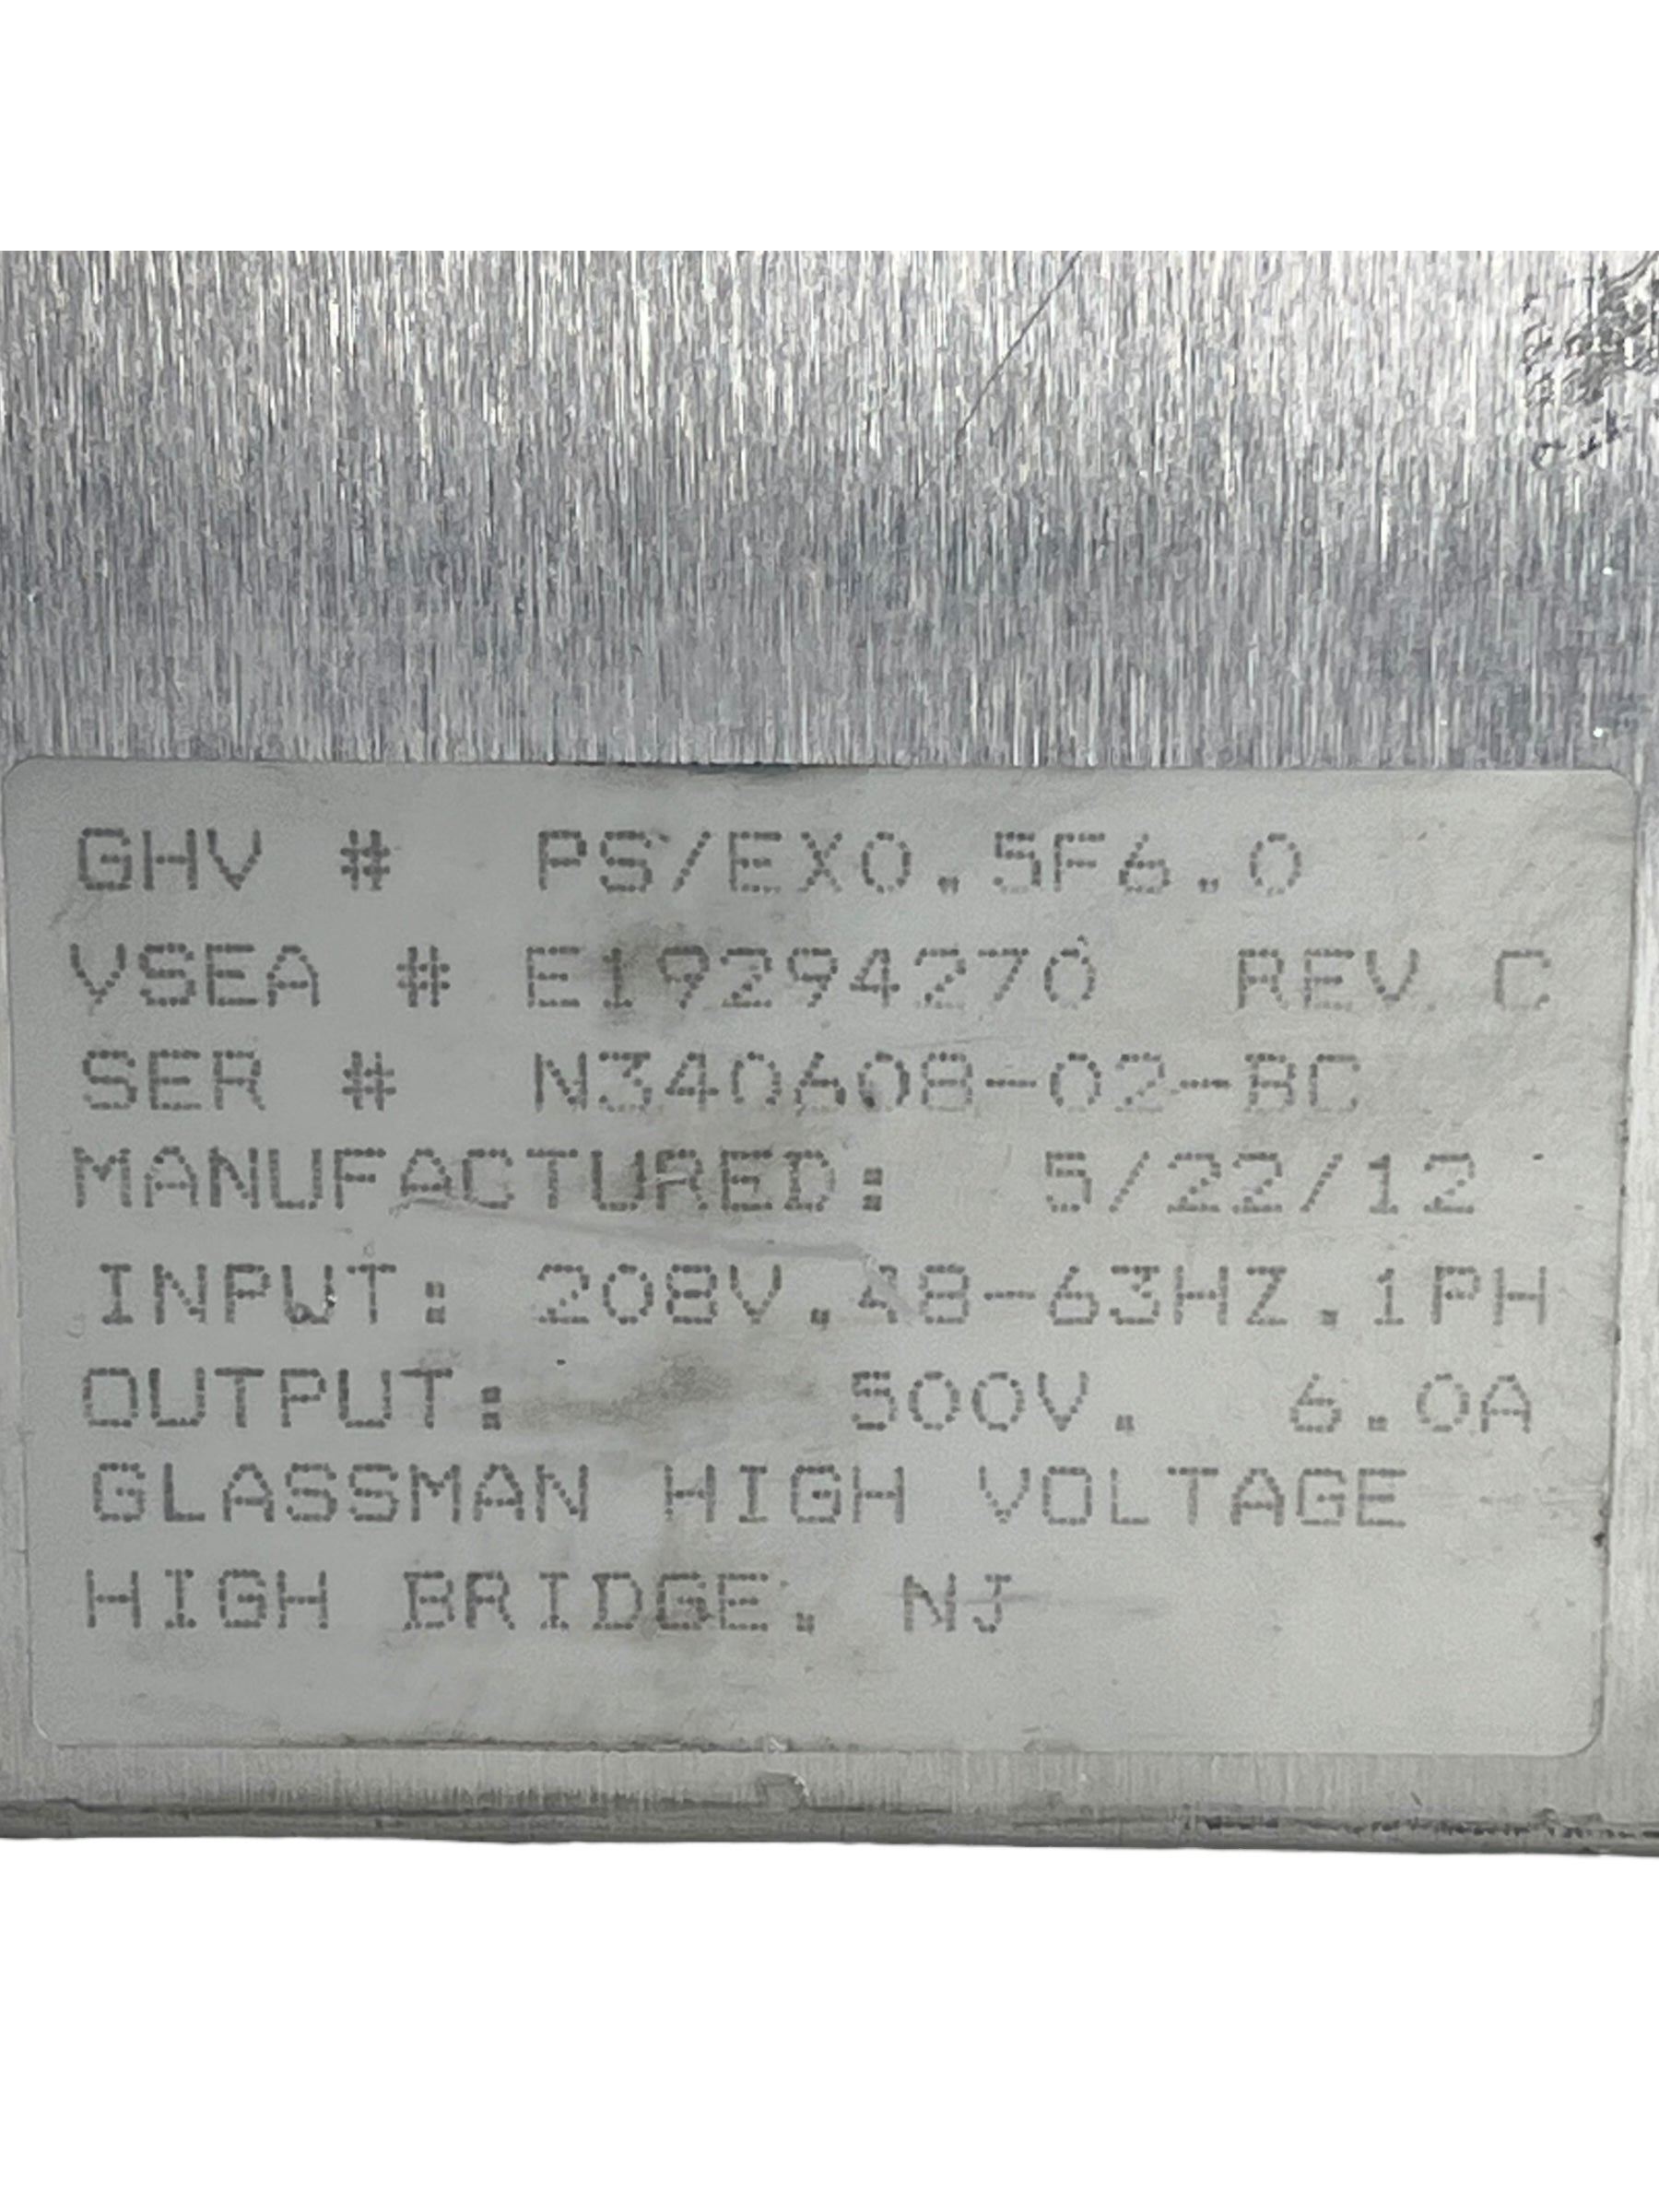 GHV # PS/EX0.5F6.0
VSEA # E19294270 REV. C
SER # N340608-02-BC
MANUFACTURED: 5/22/12
INPUT: 208V,48-63HZ,1PH
OUTPUT: 500V, 6.0A
GLASSMAN HIGH VOLTAGE
HIGH BRIDGE, NJ